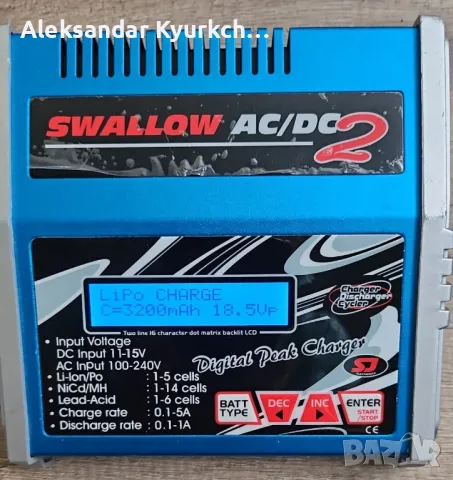 Aleksandar Kyurkch...
SWALLOW AC/DC 2
Charger
Discharger
Cycler
LiPo CHARGE
C=3200mAh 18.5Vp
Two line 16 character dot matrix backlit LCD
Digital Peak Charger
SJ
• Input Voltage
DC Input 11-15V
AC InPut 100-240V
• Li-Ion/Po : 1-5 cells
• NiCd/MH : 1-14 cells
• Lead-Acid : 1-6 cells
• Charge rate : 0.1-5A
• Discharge rate : 0.1-1A
BATT TYPE
DEC
INC
ENTER
START/STOP
CE
BAZAR
bg